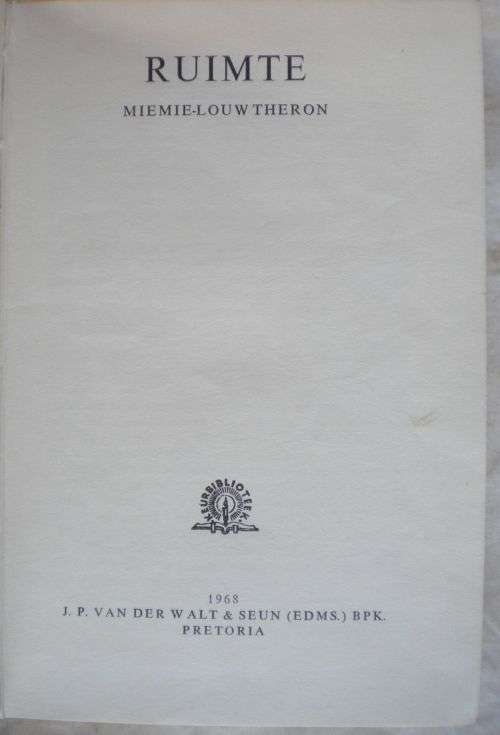 RUIMTE
MIEMIE-LOUW THERON
KEURBIBLIOTEEK
1968
J. P. VAN DER WALT & SEUN (EDMS.) BPK.
PRETORIA